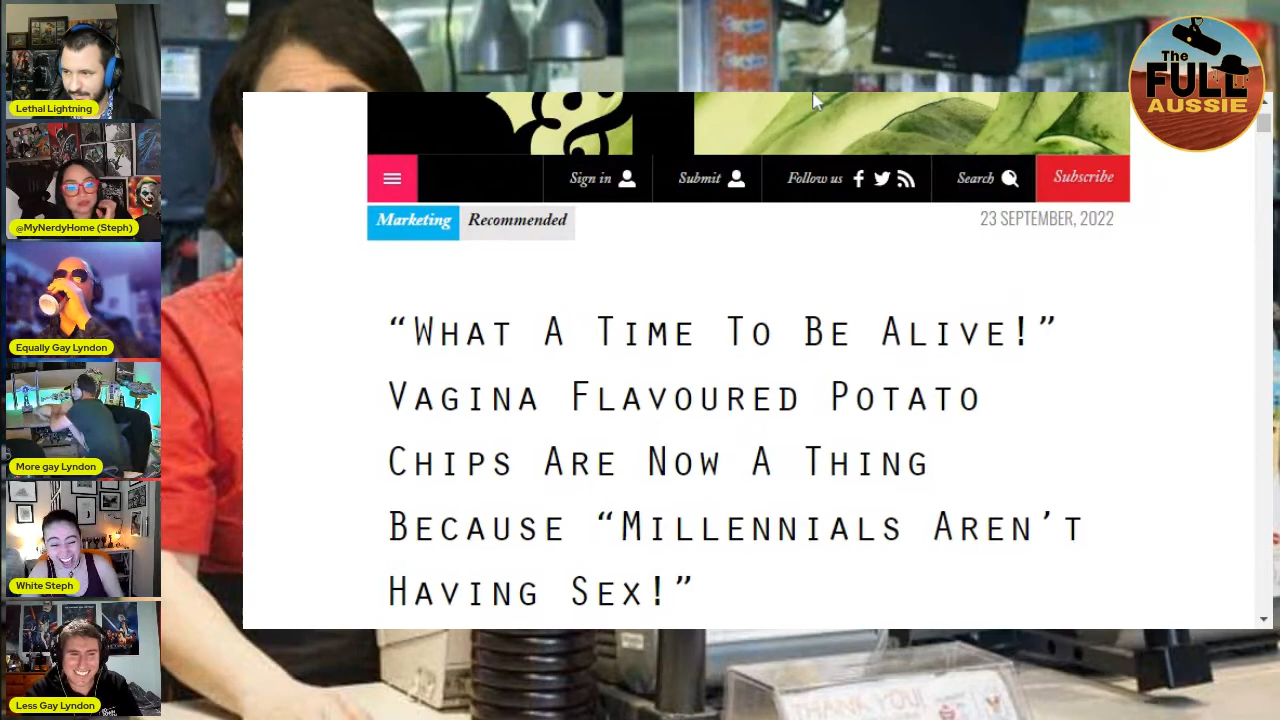 Lethal Lightning
@MyNerdyHome (Steph)
Equally Gay Lyndon
More gay Lyndon
White Steph
Less Gay Lyndon
The
FULL
AUSSIE
Sign in
Submit
Follow us
Search
Subscribe
Marketing
Recommended
23 SEPTEMBER, 2022
“What A Time To Be Alive!”
Vagina Flavoured Potato
Chips Are Now A Thing
Because “Millennials Aren’t
Having Sex!”
THANK YOU!